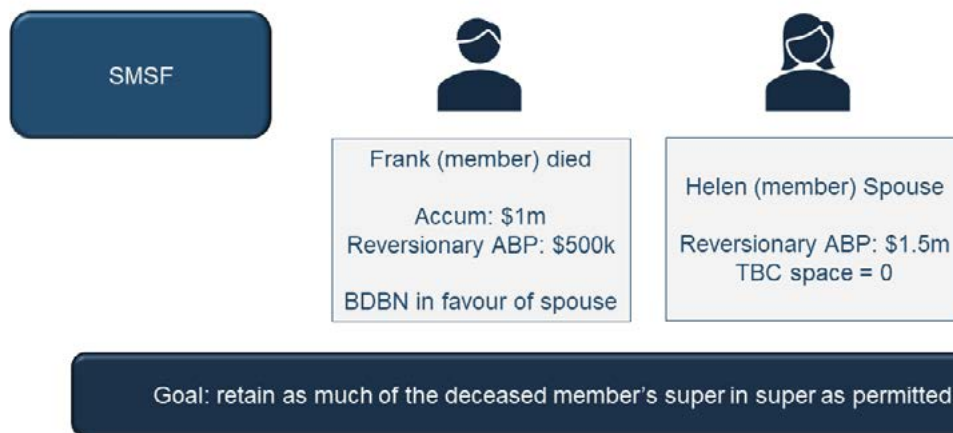 SMSF
Frank (member) died
Accum: $1m
Reversionary ABP: $500k
BDBN in favour of spouse
Helen (member) Spouse
Reversionary ABP: $1.5m
TBC space = 0
Goal: retain as much of the deceased member's super in super as permitted